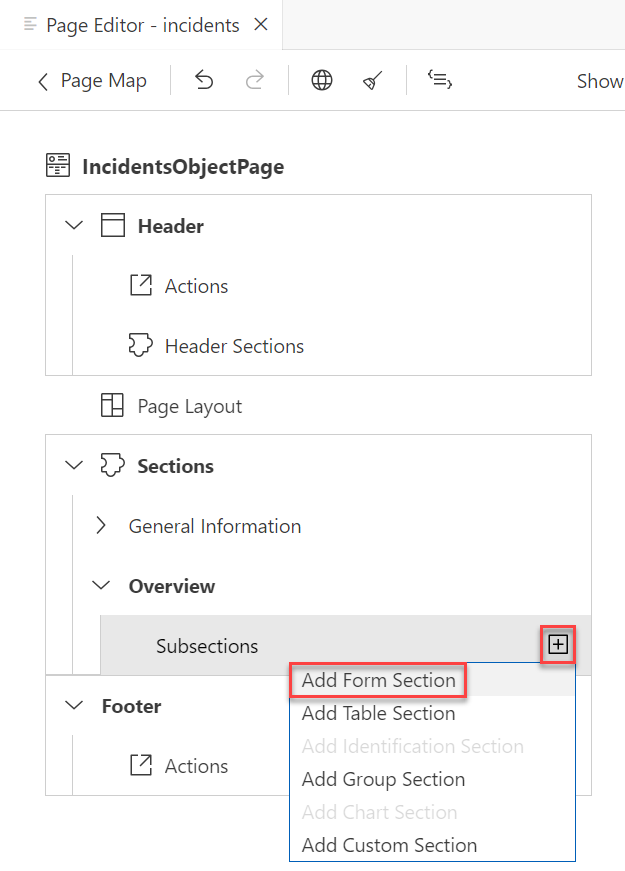 Page Editor - incidents
Page Map
Show
IncidentsObjectPage
Header
Actions
Header Sections
Page Layout
Sections
General Information
Overview
Subsections
Add Form Section
Add Table Section
Add Identification Section
Add Group Section
Add Chart Section
Add Custom Section
Footer
Actions